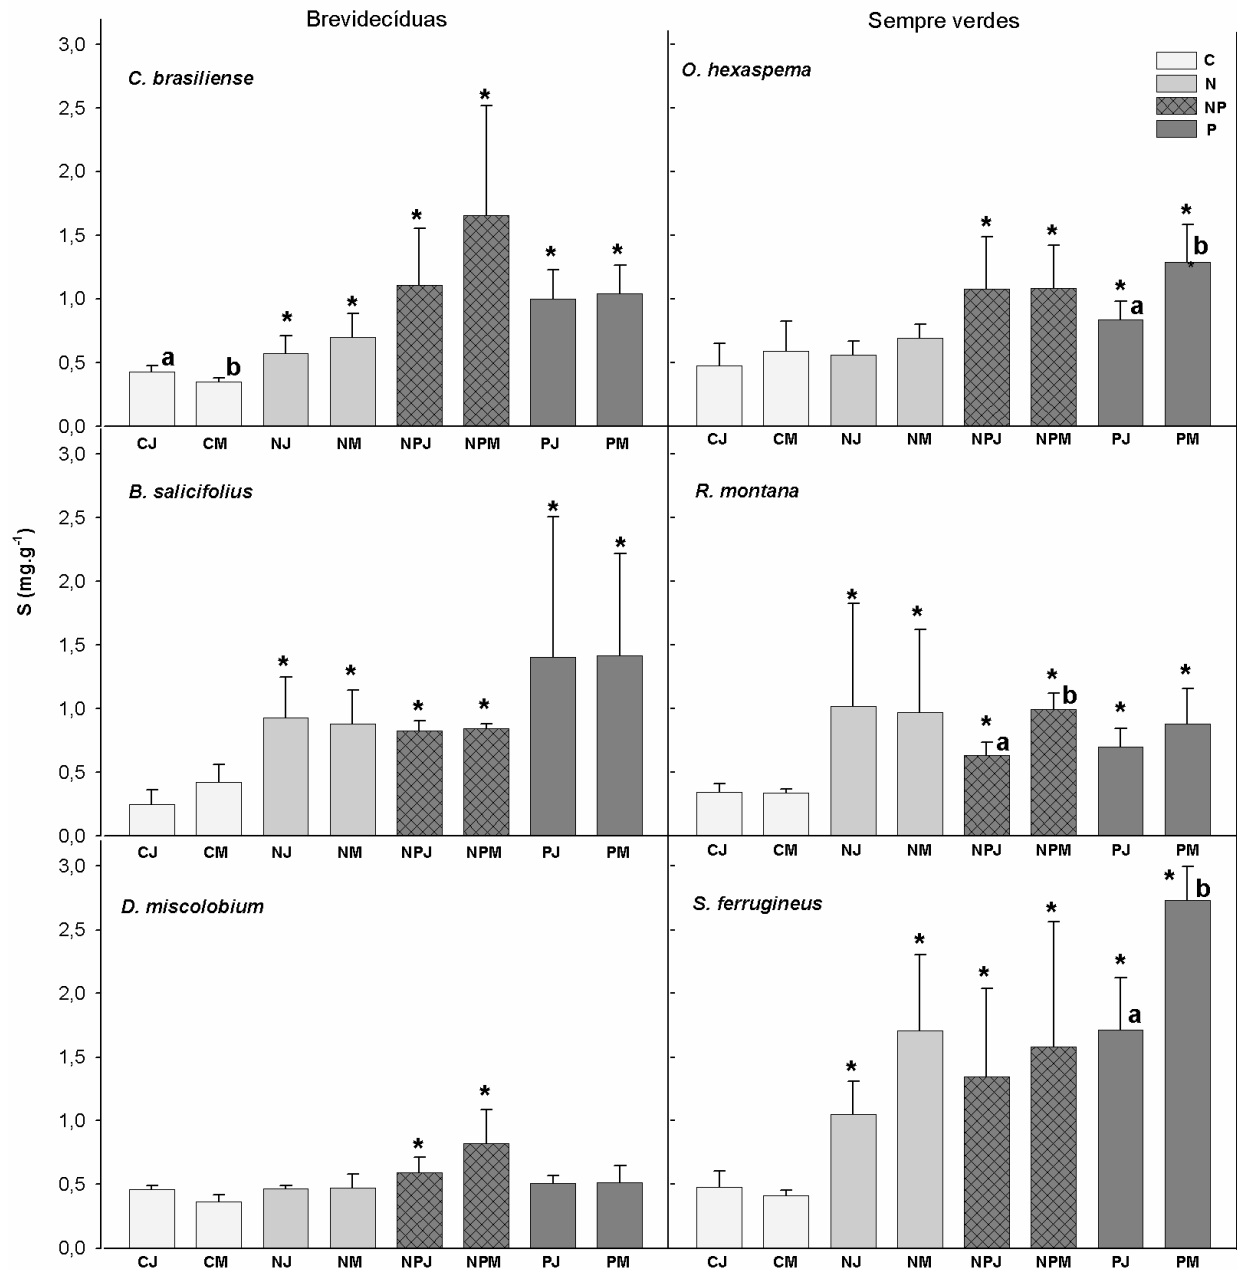 Brevidecíduas
Sempre verdes
S (mg.g-1)
3,0
2,5
2,0
1,5
1,0
0,5
0,0
C. brasiliense
a
b
*
*
*
*
*
*
CJ CM NJ NM NPJ NPM PJ PM
O. hexaspema
C
N
NP
P
*
*
*
a
*
b
*
CJ CM NJ NM NPJ NPM PJ PM
3,0
2,5
2,0
1,5
1,0
0,5
0,0
B. salicifolius
*
*
*
*
*
*
CJ CM NJ NM NPJ NPM PJ PM
R. montana
*
*
*
a
*
b
*
*
CJ CM NJ NM NPJ NPM PJ PM
3,0
2,5
2,0
1,5
1,0
0,5
0,0
D. miscolobium
*
*
CJ CM NJ NM NPJ NPM PJ PM
S. ferrugineus
*
*
*
*
*
a
*
b
CJ CM NJ NM NPJ NPM PJ PM